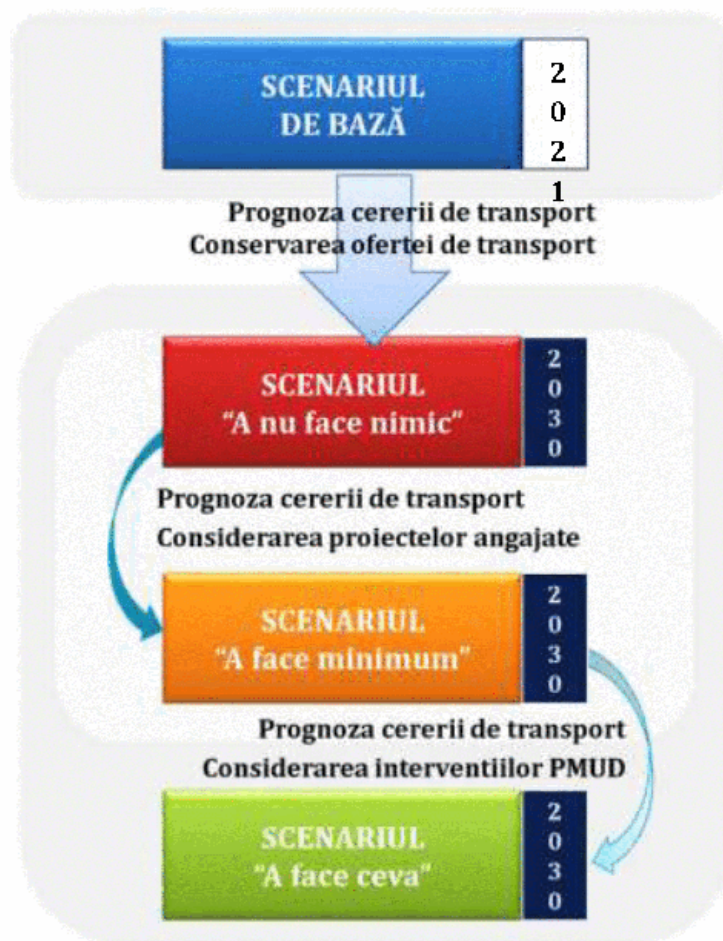 SCENARIUL
DE BAZĂ
2
0
2
1
Prognoza cererii de transport
Conservarea ofertei de transport
SCENARIUL
“A nu face nimic”
2
0
3
0
Prognoza cererii de transport
Considerarea proiectelor angajate
SCENARIUL
“A face minimum”
2
0
3
0
Prognoza cererii de transport
Considerarea interventiilor PMUD
SCENARIUL
“A face ceva”
2
0
3
0